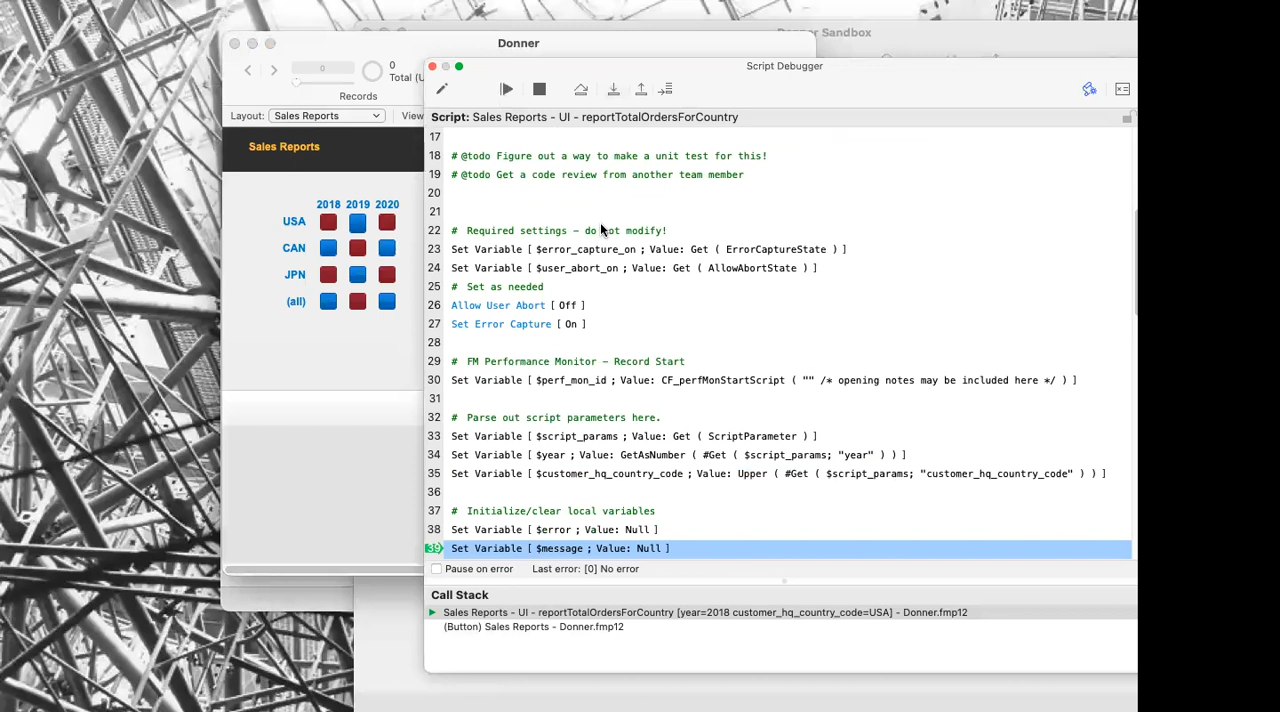 Donner Sandbox
Donner
0
0
Total (U
Records
Layout: Sales Reports
View
Sales Reports
2018 2019 2020
USA
CAN
JPN
(all)
Script Debugger
Script: Sales Reports - UI - reportTotalOrdersForCountry
17
18 # @todo Figure out a way to make a unit test for this!
19 # @todo Get a code review from another team member
20
21
22 # Required settings – do not modify!
23 Set Variable [ $error_capture_on ; Value: Get ( ErrorCaptureState ) ]
24 Set Variable [ $user_abort_on ; Value: Get ( AllowAbortState ) ]
25 # Set as needed
26 Allow User Abort [ Off ]
27 Set Error Capture [ On ]
28
29 # FM Performance Monitor – Record Start
30 Set Variable [ $perf_mon_id ; Value: CF_perfMonStartScript ( "" /* opening notes may be included here */ ) ]
31
32 # Parse out script parameters here.
33 Set Variable [ $script_params ; Value: Get ( ScriptParameter ) ]
34 Set Variable [ $year ; Value: GetAsNumber ( #Get ( $script_params; "year" ) ) ]
35 Set Variable [ $customer_hq_country_code ; Value: Upper ( #Get ( $script_params; "customer_hq_country_code" ) ) ]
36
37 # Initialize/clear local variables
38 Set Variable [ $error ; Value: Null ]
39 Set Variable [ $message ; Value: Null ]
Pause on error Last error: [0] No error
Call Stack
Sales Reports - UI - reportTotalOrdersForCountry [year=2018 customer_hq_country_code=USA] - Donner.fmp12
(Button) Sales Reports - Donner.fmp12